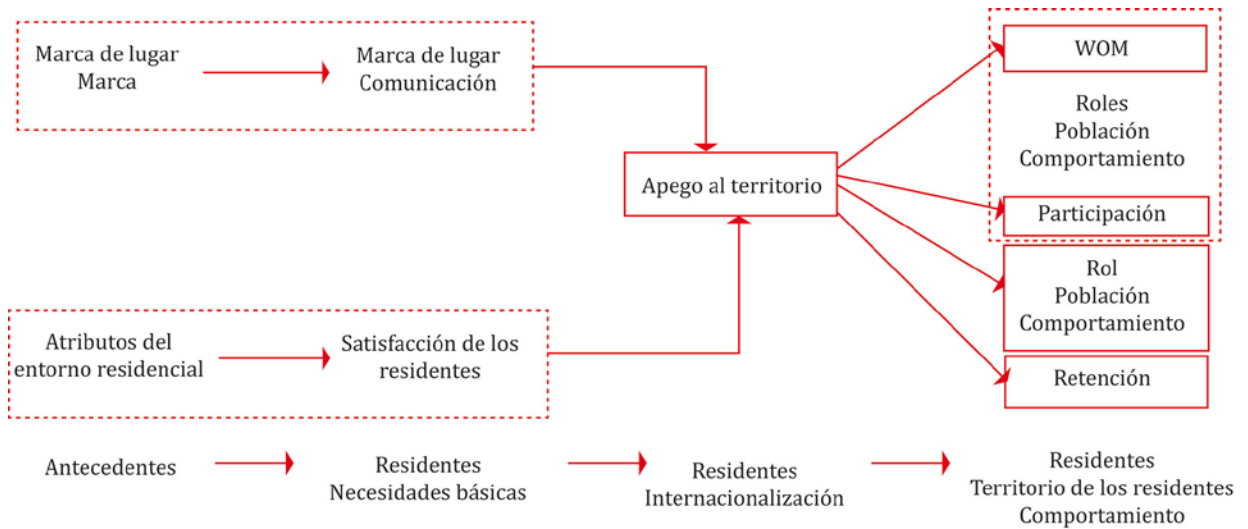 Marca de lugar
Marca
Marca de lugar
Comunicación
WOM
Roles
Población
Comportamiento
Apego al territorio
Participación
Rol
Población
Comportamiento
Atributos del
entorno residencial
Satisfacción de los
residentes
Retención
Antecedentes
Residentes
Necesidades básicas
Residentes
Internacionalización
Residentes
Territorio de los residentes
Comportamiento